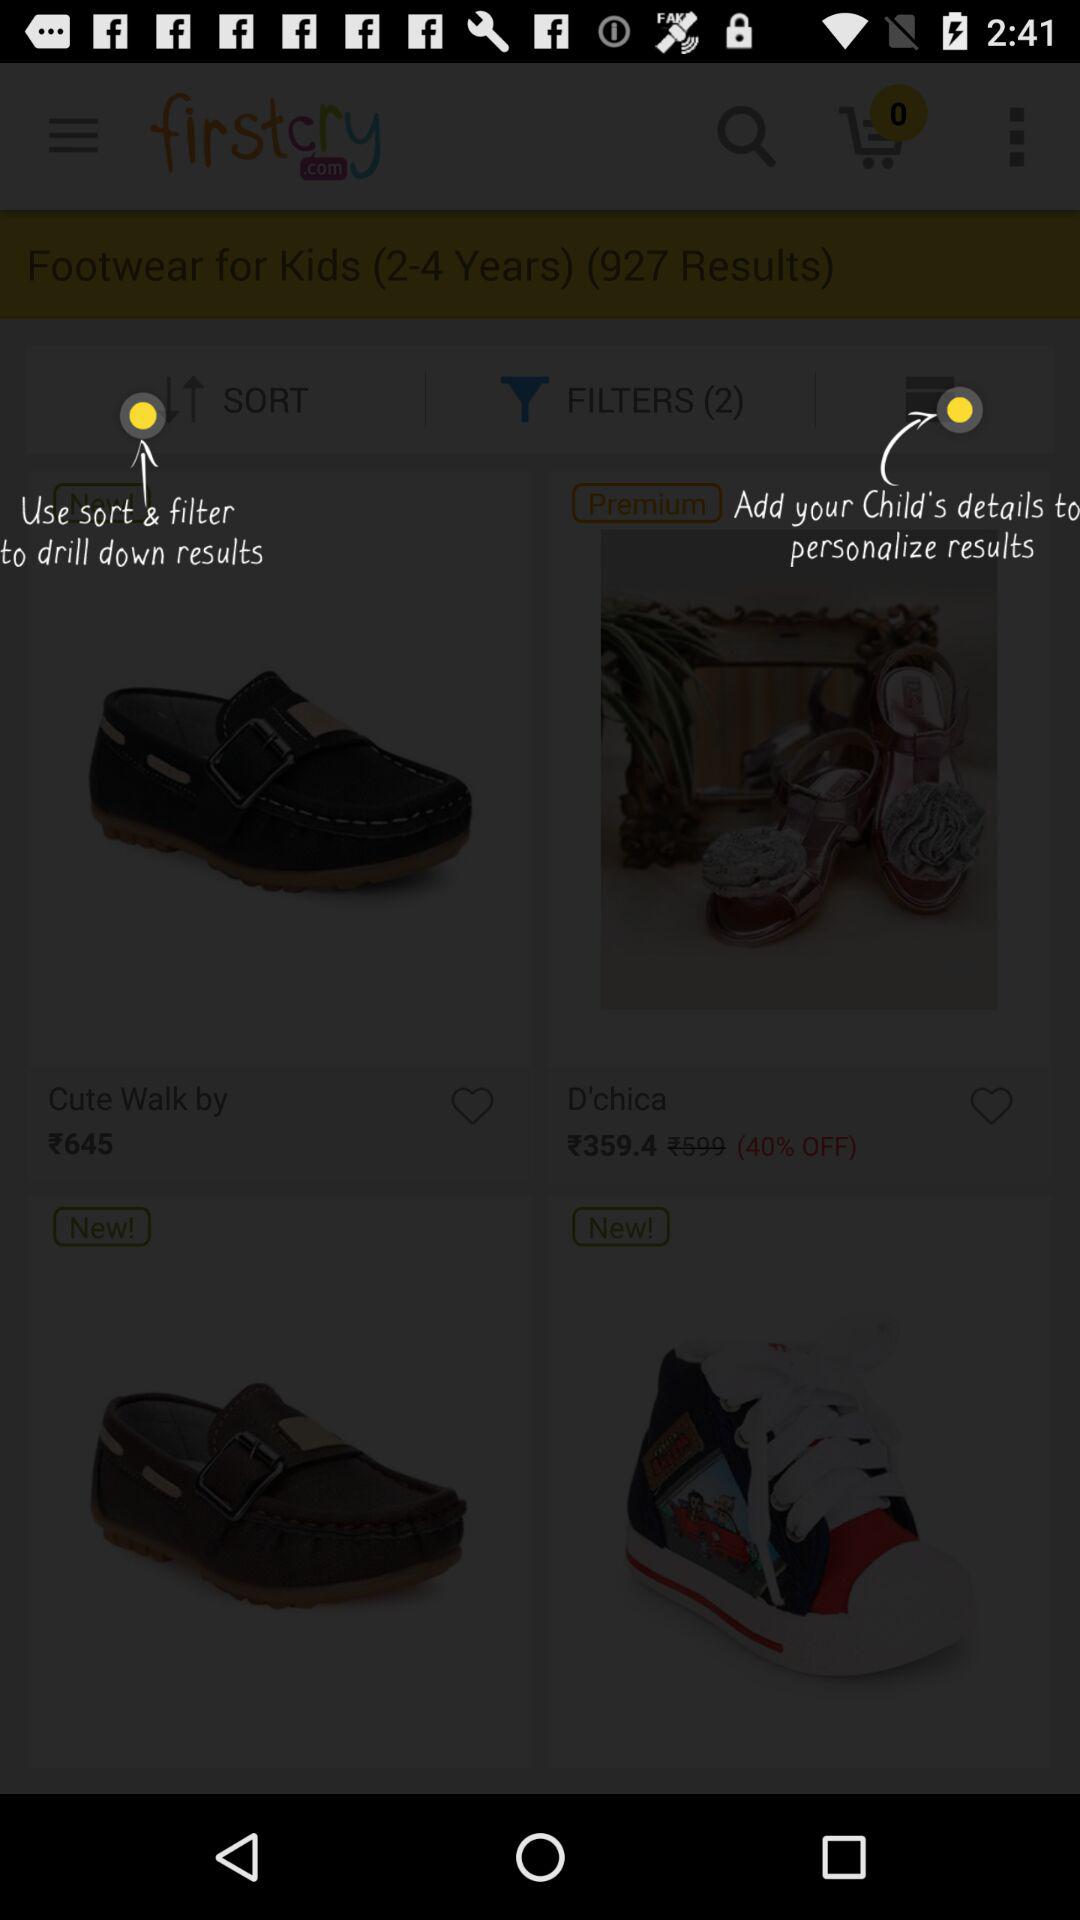 FAKE 2:41
firstcry
.com
0
Footwear for Kids (2-4 Years) (927 Results)
SORT FILTERS (2)
New!
Use sort & filter
to drill down results
Premium
Add your Child's details to
personalize results
Cute Walk by
₹645
D'chica
₹359.4 ₹599 (40% OFF)
New!
New!